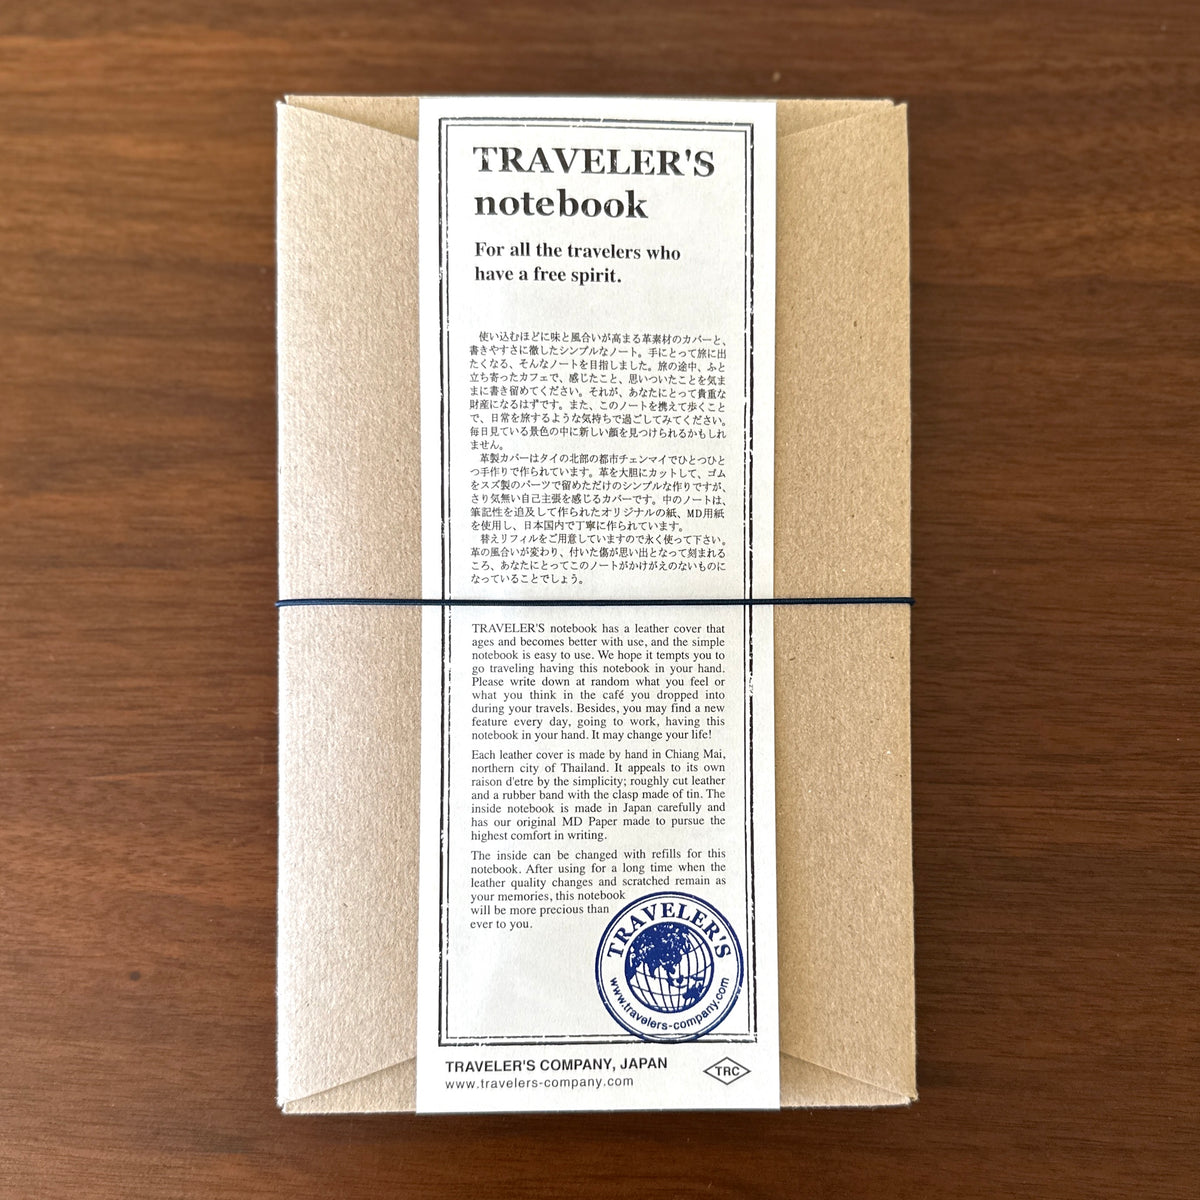 TRAVELER'S
notebook
For all the travelers who
have a free spirit.
使い込むほどに味と風合いが高まる革素材のカバーと、
書きやすさに徹したシンプルなノート。手にとって旅に出
たくなる、そんなノートを目指しました。旅の途中、ふと
立ち寄ったカフェで、感じたこと、思いついたことを気ま
まに書き留めてください。それが、あなたにとって貴重な
財産になるはずです。また、このノートを携えて歩くこと
で、日常を旅するような気持ちで過ごしてみてください。
毎日見ている景色の中に新しい顔を見つけられるかもしれ
ません。
革製カバーはタイの北部の都市チェンマイでひとつひと
つ手作りで作られています。革を大胆にカットして、ゴム
をスズ製のパーツで留めただけのシンプルな作りですが、
さり気無い自己主張を感じるカバーです。中のノートは、
筆記性を追及して作られたオリジナルの紙、MD用紙
を使用し、日本国内で丁寧に作られています。
替えリフィルをご用意していますので永く使って下さい。
革の風合いが変わり、付いた傷が思い出となって刻まれる
ころ、あなたにとってこのノートがかけがえのないものに
なっていることでしょう。
TRAVELER'S notebook has a leather cover that
ages and becomes better with use, and the simple
notebook is easy to use. We hope it tempts you to
go traveling having this notebook in your hand.
Please write down at random what you feel or
what you think in the café you dropped into
during your travels. Besides, you may find a new
feature every day, going to work, having this
notebook in your hand. It may change your life!
Each leather cover is made by hand in Chiang Mai,
northern city of Thailand. It appeals to its own
raison d'etre by the simplicity; roughly cut leather
and a rubber band with the clasp made of tin. The
inside notebook is made in Japan carefully and
has our original MD Paper made to pursue the
highest comfort in writing.
The inside can be changed with refills for this
notebook. After using for a long time when the
leather quality changes and scratched remain as
your memories, this notebook
will be more precious than
ever to you.
TRAVELER'S
www.travelers-company.com
TRAVELER'S COMPANY, JAPAN
www.travelers-company.com
TRC